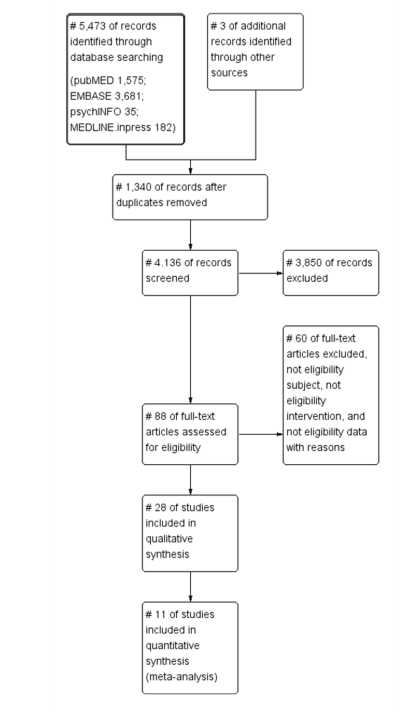 # 5,473 of records
identified through
database searching
(pubMED 1,575;
EMBASE 3,681;
psychINFO 35;
MEDLINE.inpress 182)
# 3 of additional
records identified
through other
sources
# 1,340 of records after
duplicates removed
# 4.136 of records
screened
# 3,850 of records
excluded
# 60 of full-text
articles excluded,
not eligibility
subject, not
eligibility
intervention, and
not eligibility data
with reasons
# 88 of full-text
articles assessed
for eligibility
# 28 of studies
included in
qualitative
synthesis
# 11 of studies
included in
quantitative
synthesis
(meta-analysis)